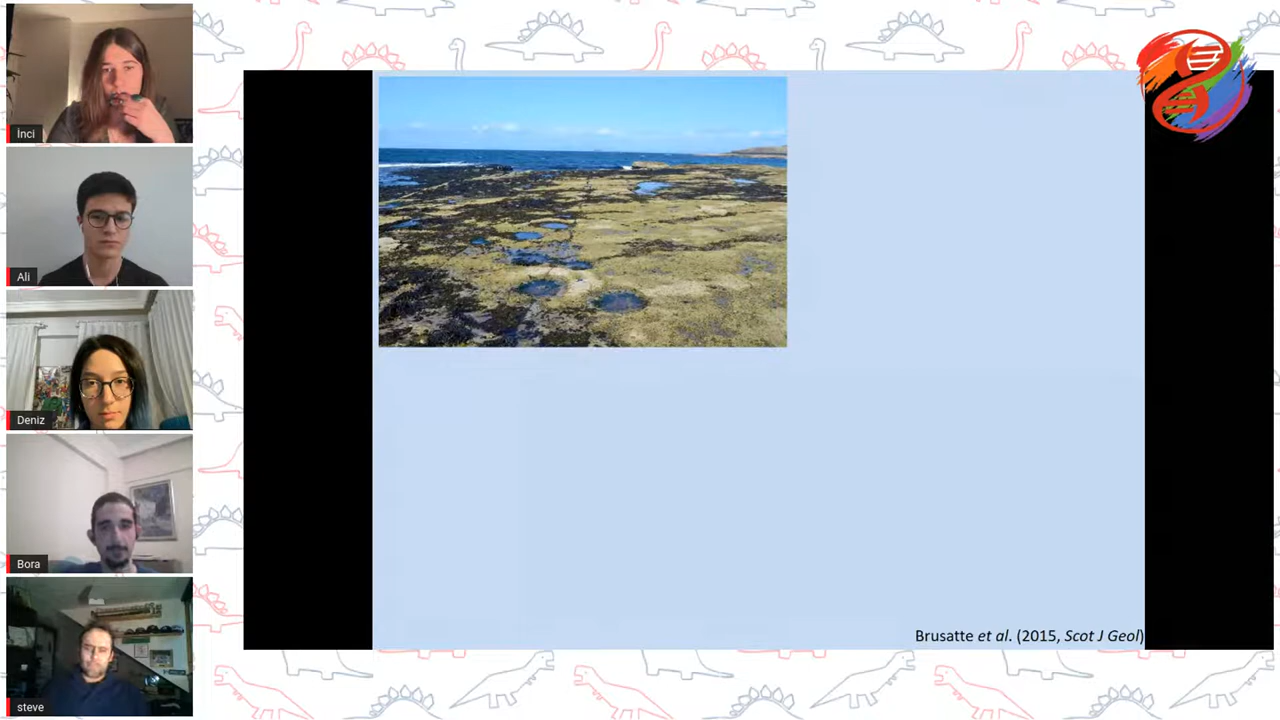 İnci
Ali
Deniz
Bora
steve
Brusatte et al. (2015, Scot J Geol)